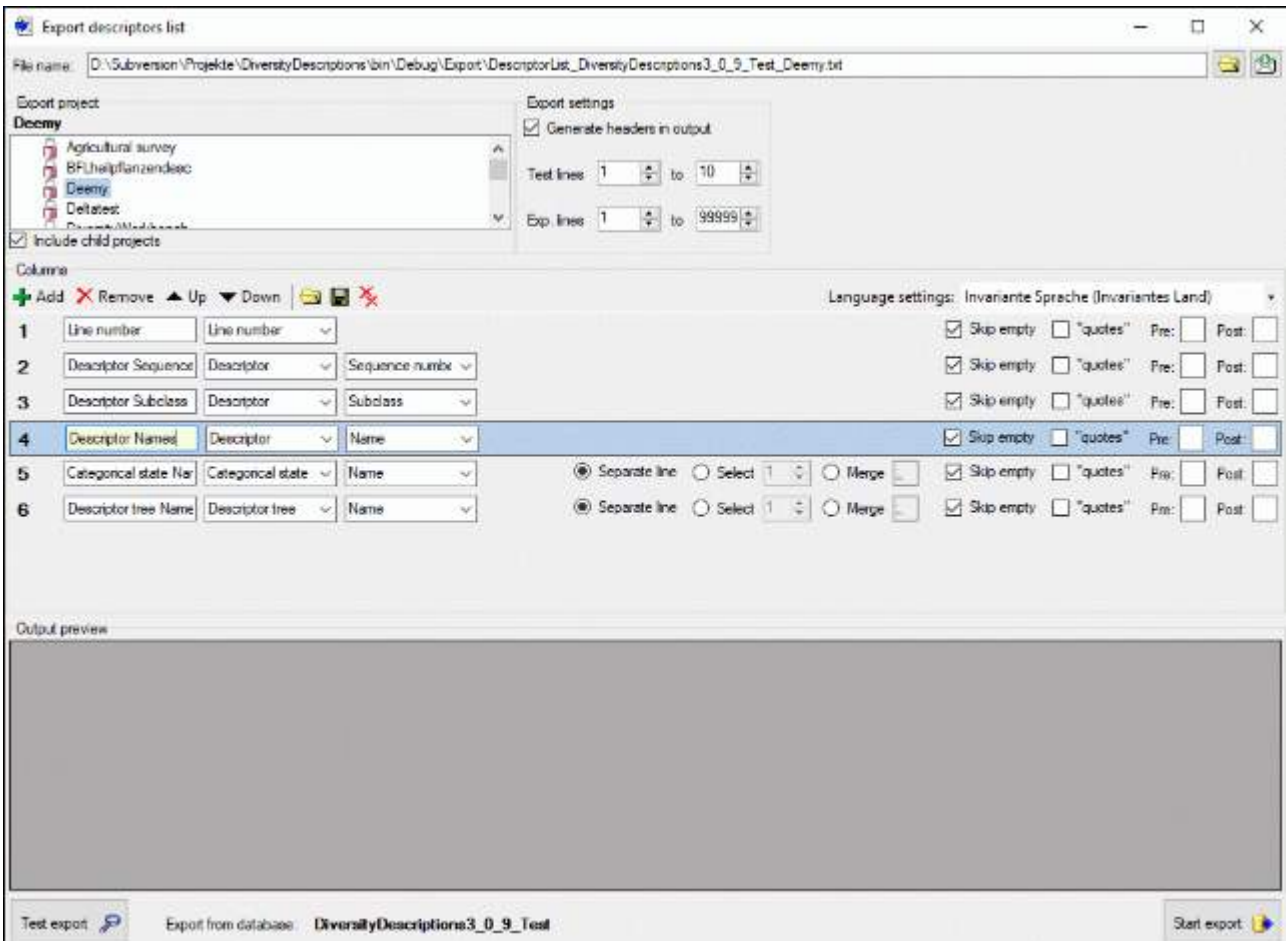 Export descriptors list
File name: D:\Subversion\Projekte\DiversityDescriptions\bin\Debug\Export\DescriptorList_DiversityDescriptions3_0_9_Test_Deemy.txt
Export project
Deemy
Agricultural survey
BFLheilpflanzendesc
Deemy
Deltatest
DiversityWorkbench
Include child projects
Export settings
Generate headers in output
Test lines 1 to 10
Exp. lines 1 to 99999
Columns
Add Remove Up Down Language settings: Invariante Sprache (Invariantes Land)
1 Line number Line number Skip empty "quotes" Pre: Post:
2 Descriptor Sequence Descriptor Sequence numbe Skip empty "quotes" Pre: Post:
3 Descriptor Subclass Descriptor Subclass Skip empty "quotes" Pre: Post:
4 Descriptor Names Descriptor Name Skip empty "quotes" Pre: Post:
5 Categorical state Nar Categorical state Name Separate line Select 1 Merge Skip empty "quotes" Pre: Post:
6 Descriptor tree Name Descriptor tree Name Separate line Select 1 Merge Skip empty "quotes" Pre: Post:
Output preview
Test export Export from database: DiversityDescriptions3_0_9_Test Start export